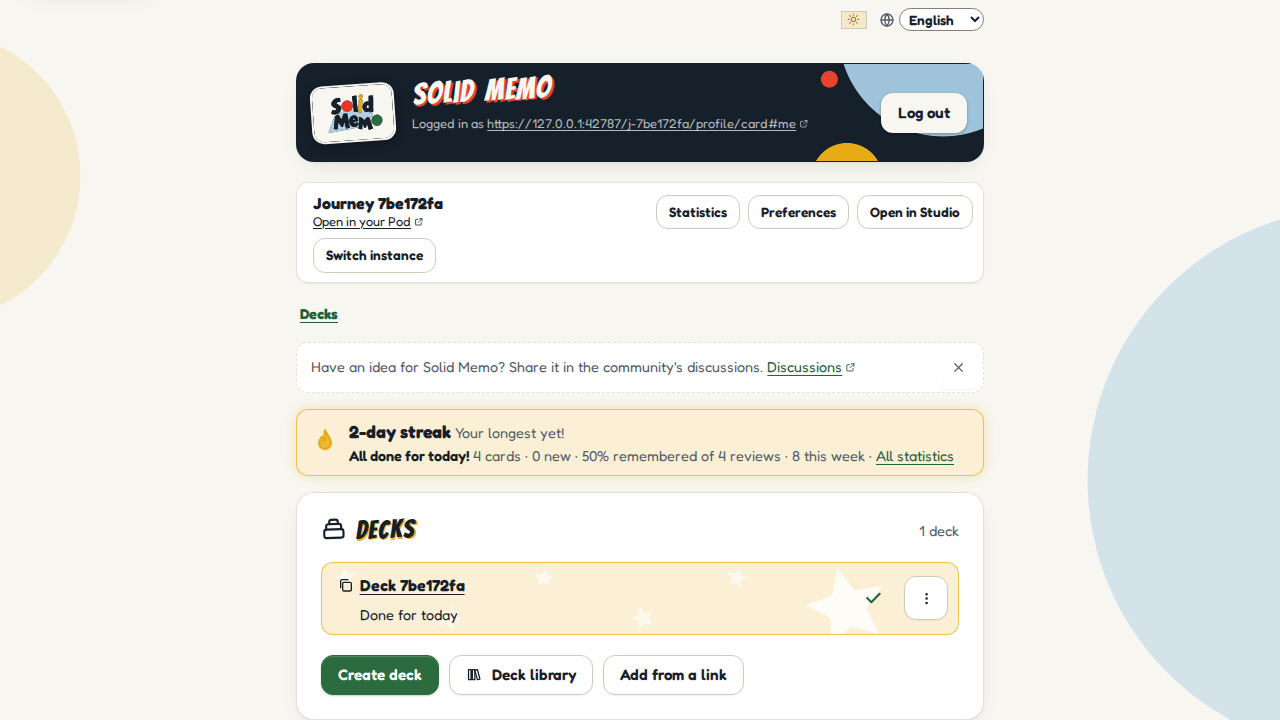 English
Solid Memo
SOLID MEMO
Logged in as https://127.0.0.1:42787/j-7be172fa/profile/card#me
Log out
Journey 7be172fa
Open in your Pod
Statistics
Preferences
Open in Studio
Switch instance
Decks
Have an idea for Solid Memo? Share it in the community's discussions. Discussions
2-day streak Your longest yet!
All done for today! 4 cards · 0 new · 50% remembered of 4 reviews · 8 this week · All statistics
DECKS
1 deck
Deck 7be172fa
Done for today
Create deck
Deck library
Add from a link